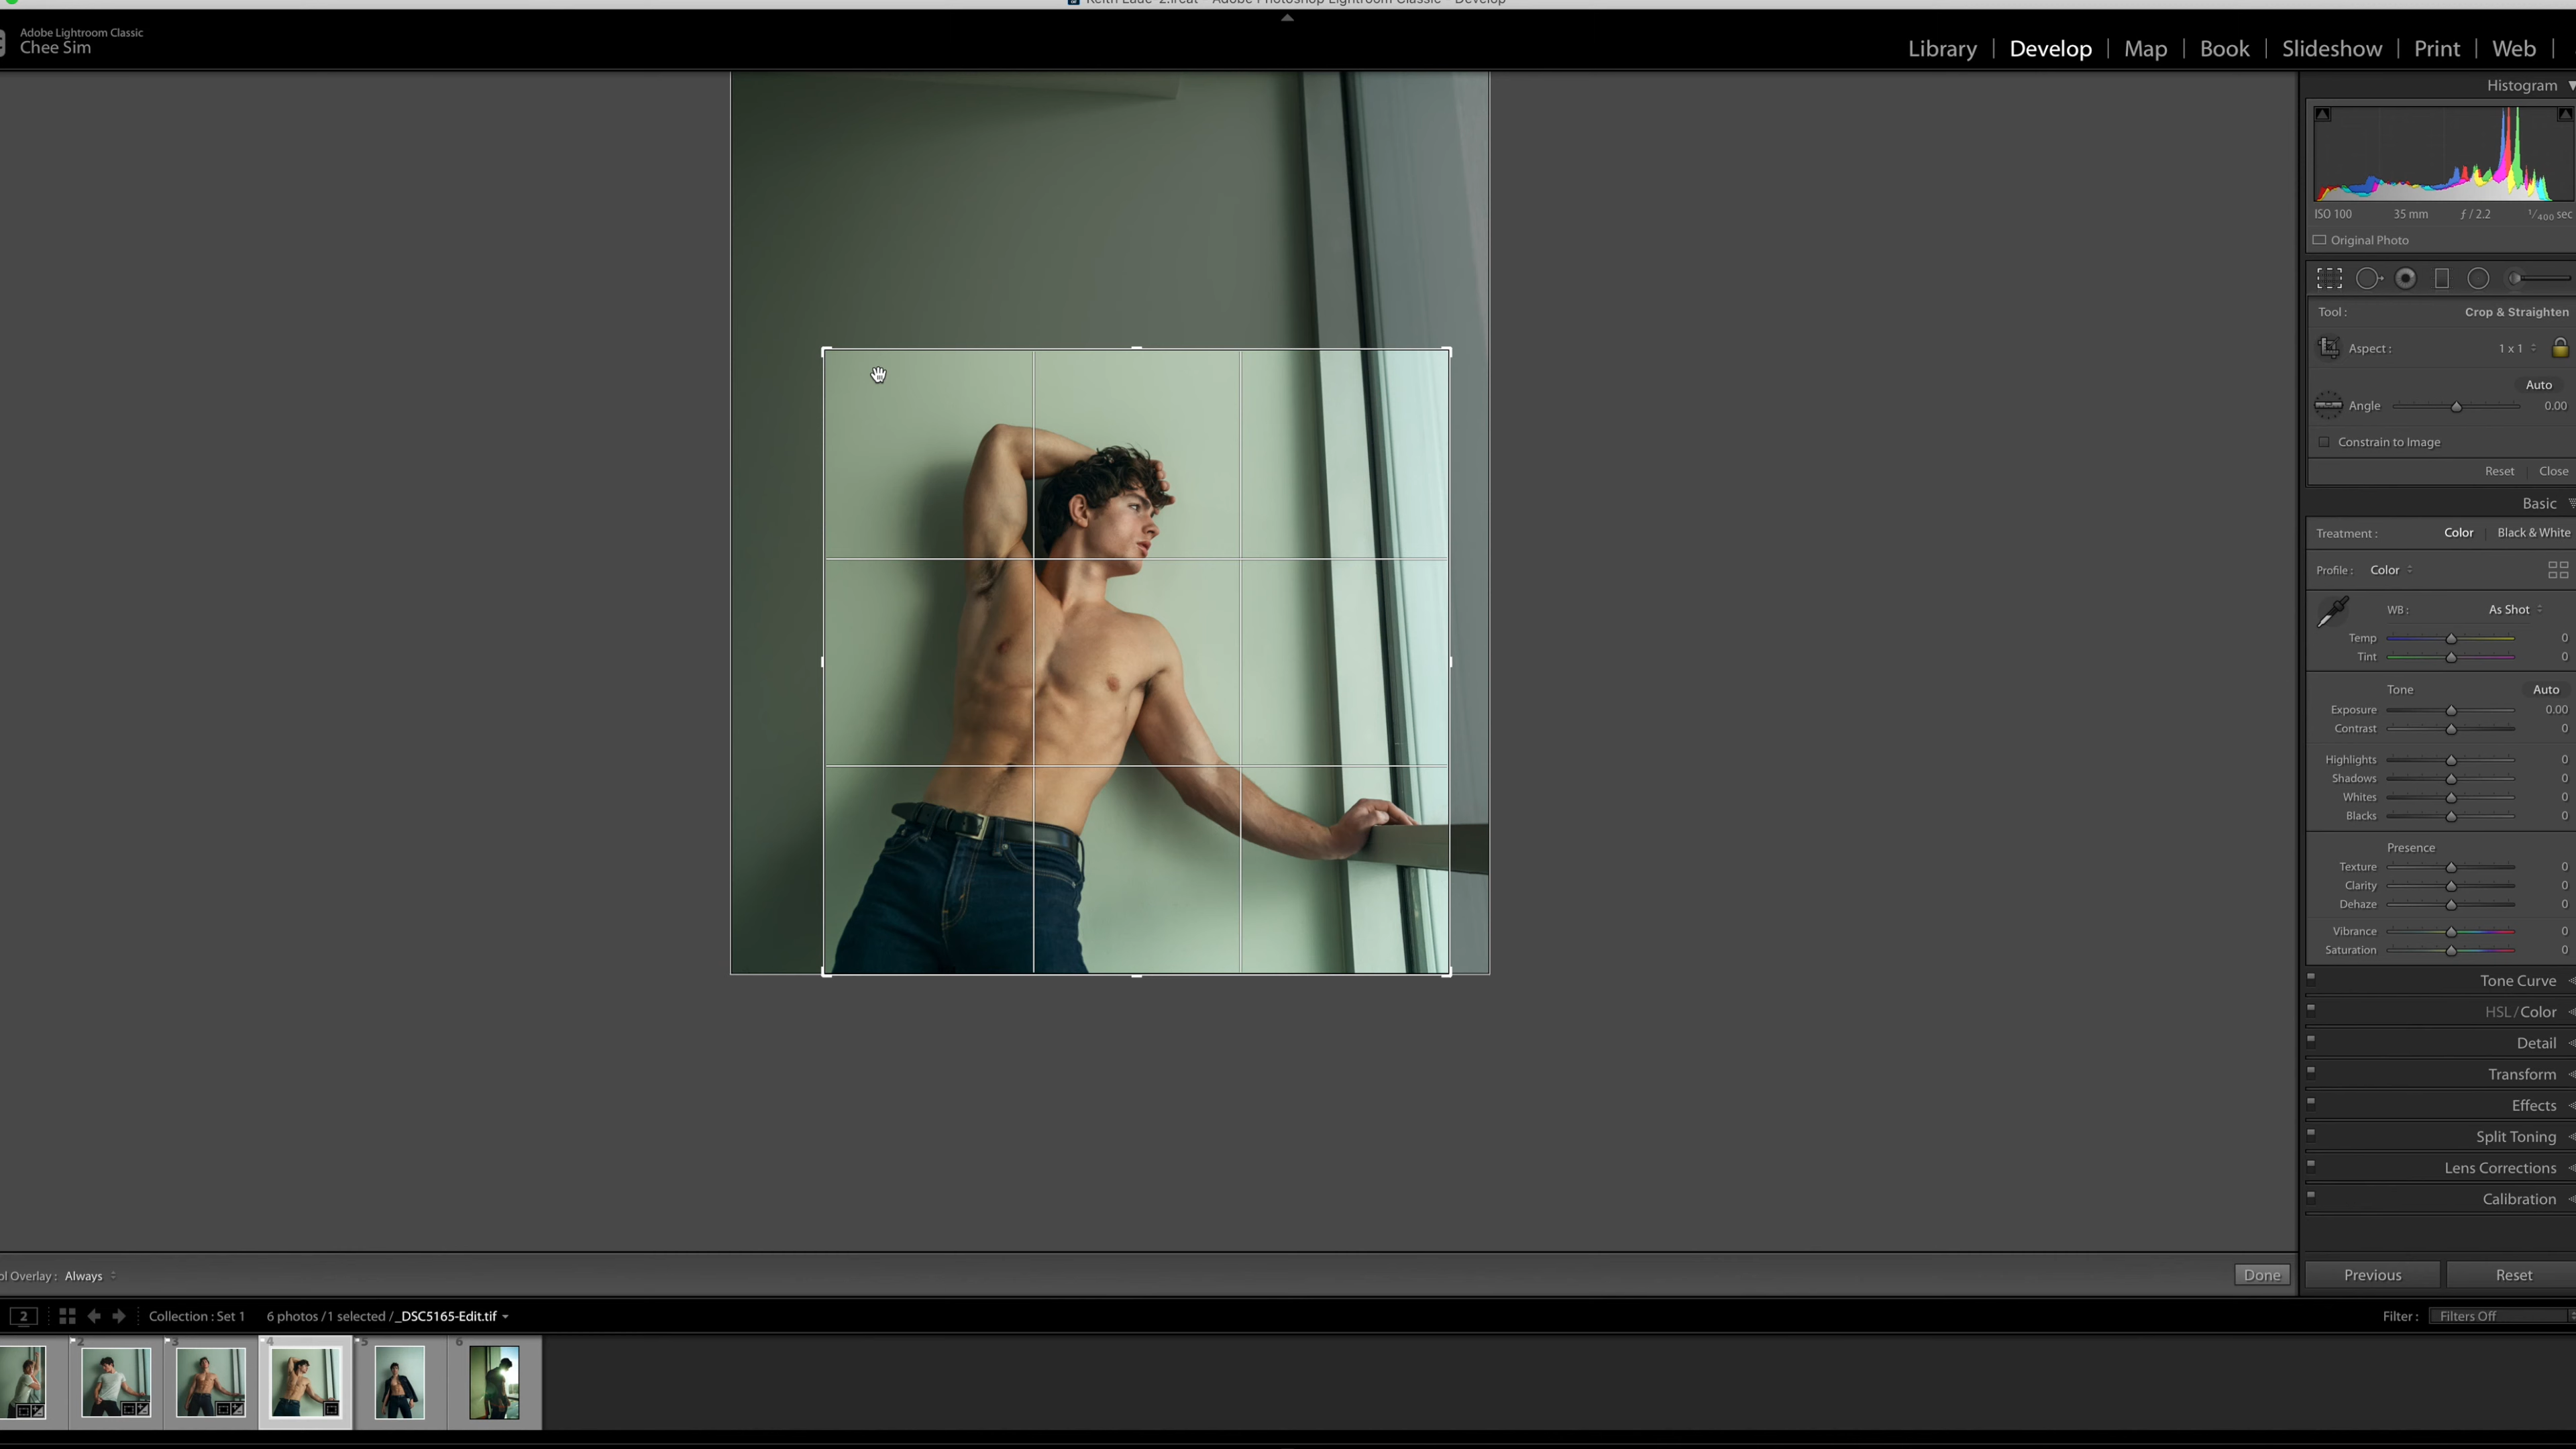 Adobe Lightroom Classic
Chee Sim
Library | Develop | Map | Book | Slideshow | Print | Web |
Histogram
ISO 100 35 mm ƒ / 2.2 1/400 sec
Original Photo
Tool : Crop & Straighten
Aspect : 1 x 1
Auto
Angle 0.00
Constrain to Image
Reset Close
Basic
Treatment : Color Black & White
Profile : Color
WB : As Shot
Temp 0
Tint 0
Tone Auto
Exposure 0.00
Contrast 0
Highlights 0
Shadows 0
Whites 0
Blacks 0
Presence
Texture 0
Clarity 0
Dehaze 0
Vibrance 0
Saturation 0
Tone Curve
HSL / Color
Detail
Transform
Effects
Split Toning
Lens Corrections
Calibration
ol Overlay : Always
Done
Previous Reset
2 Collection : Set 1 6 photos / 1 selected / _DSC5165-Edit.tif
Filter : Filters Off
2 3 4 5 6